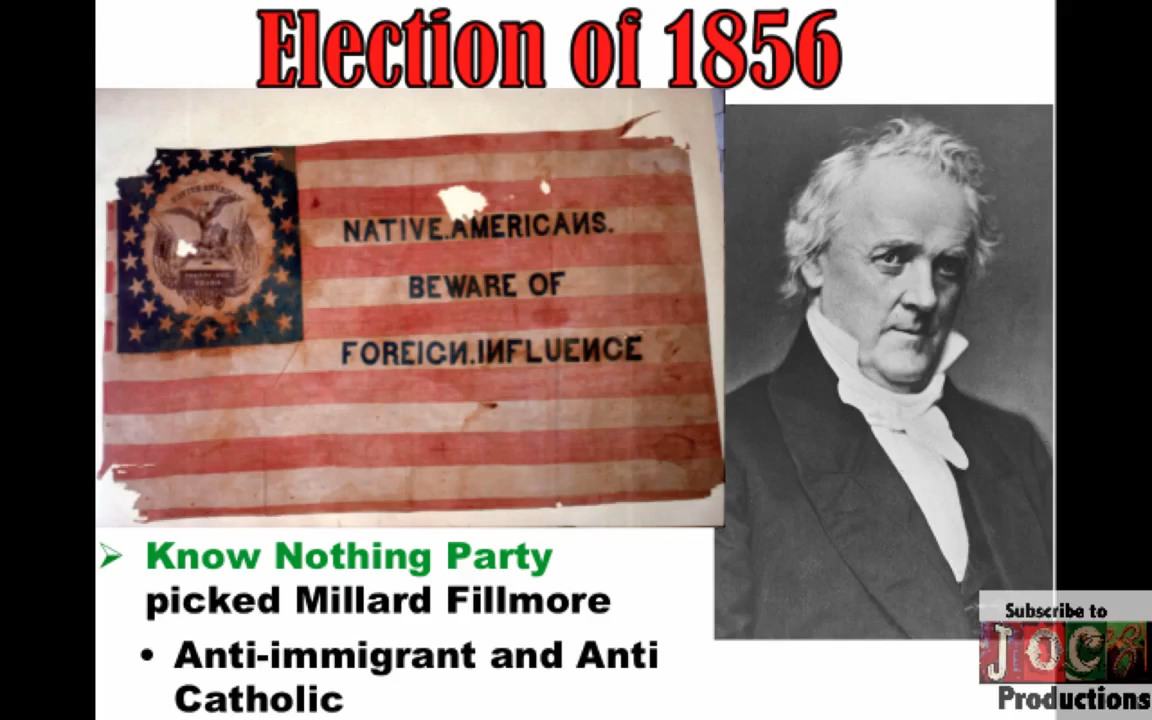 Election of 1856
NATIVE.AMERICANS.
BEWARE OF
FOREIGN.INFLUENCE
Know Nothing Party
picked Millard Fillmore
• Anti-immigrant and Anti
Catholic
Subscribe to
JOCZ
Productions